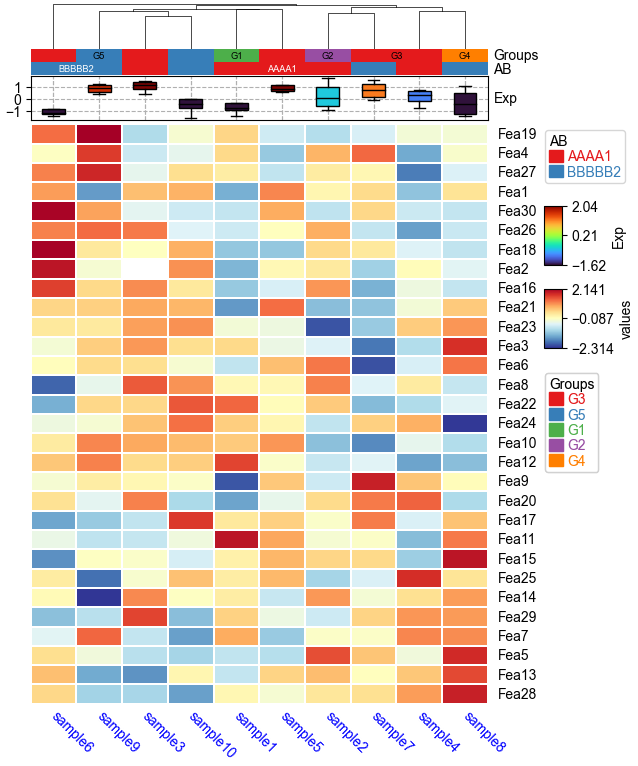 G5 G1 G2 G3 G4 Groups
BBBBB2 AAAA1 AB
1
0
−1
Exp
Fea19
Fea4
Fea27
Fea1
Fea30
Fea26
Fea18
Fea2
Fea16
Fea21
Fea23
Fea3
Fea6
Fea8
Fea22
Fea24
Fea10
Fea12
Fea9
Fea20
Fea17
Fea11
Fea15
Fea25
Fea14
Fea29
Fea7
Fea5
Fea13
Fea28
sample6
sample9
sample3
sample10
sample1
sample5
sample2
sample7
sample4
sample8
AB
AAAA1
BBBBB2
2.04
0.21
−1.62
Exp
2.141
−0.087
−2.314
values
Groups
G3
G5
G1
G2
G4